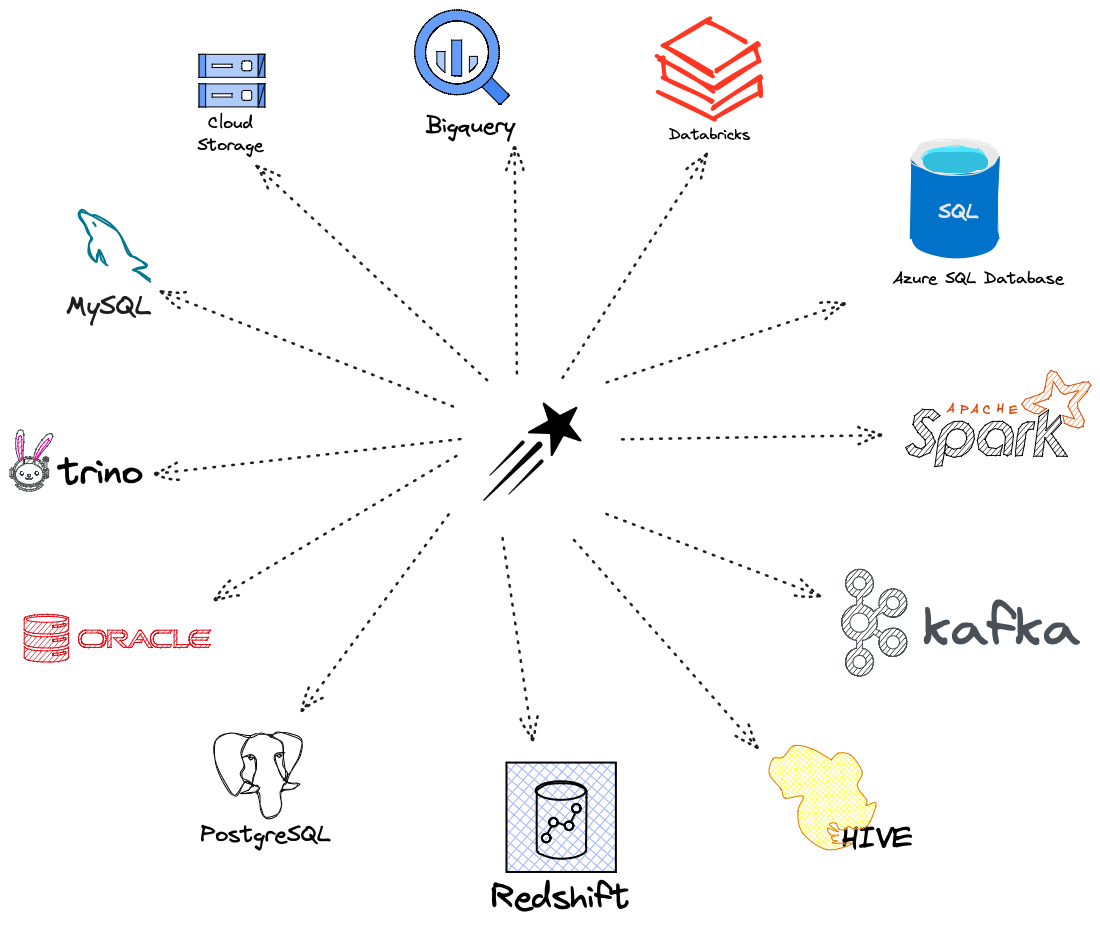 Cloud
Storage
Bigquery
Databricks
SQL
Azure SQL Database
MySQL
APACHE
Spark
trino
kafka
ORACLE
PostgreSQL
HIVE
Redshift